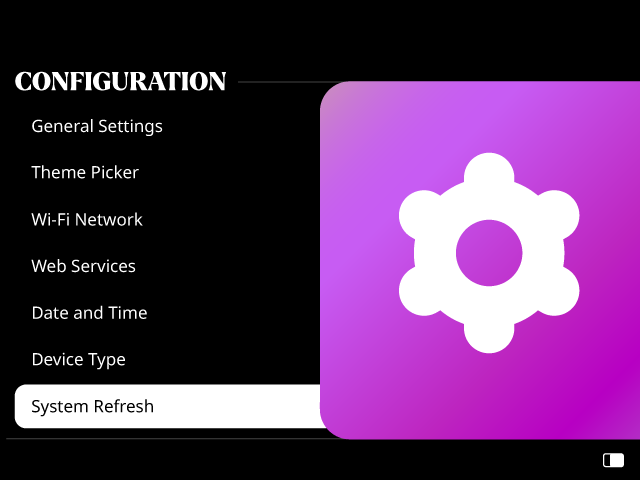 CONFIGURATION
General Settings
Theme Picker
Wi-Fi Network
Web Services
Date and Time
Device Type
System Refresh